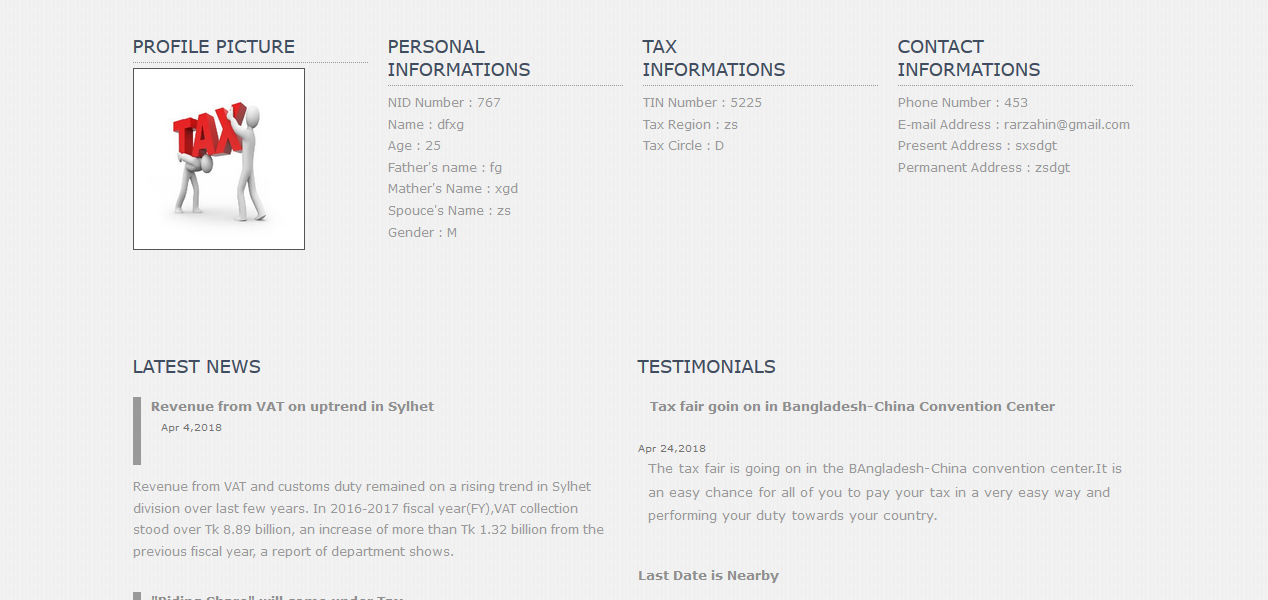 PROFILE PICTURE
TAX
PERSONAL
INFORMATIONS
NID Number : 767
Name : dfxg
Age : 25
Father's name : fg
Mather's Name : xgd
Spouce's Name : zs
Gender : M
TAX
INFORMATIONS
TIN Number : 5225
Tax Region : zs
Tax Circle : D
CONTACT
INFORMATIONS
Phone Number : 453
E-mail Address : rarzahin@gmail.com
Present Address : sxsdgt
Permanent Address : zsdgt
LATEST NEWS
Revenue from VAT on uptrend in Sylhet
Apr 4,2018
Revenue from VAT and customs duty remained on a rising trend in Sylhet
division over last few years. In 2016-2017 fiscal year(FY),VAT collection
stood over Tk 8.89 billion, an increase of more than Tk 1.32 billion from the
previous fiscal year, a report of department shows.
"Riding Share" will come under Tax
TESTIMONIALS
Tax fair goin on in Bangladesh-China Convention Center
Apr 24,2018
The tax fair is going on in the BAngladesh-China convention center.It is
an easy chance for all of you to pay your tax in a very easy way and
performing your duty towards your country.
Last Date is Nearby